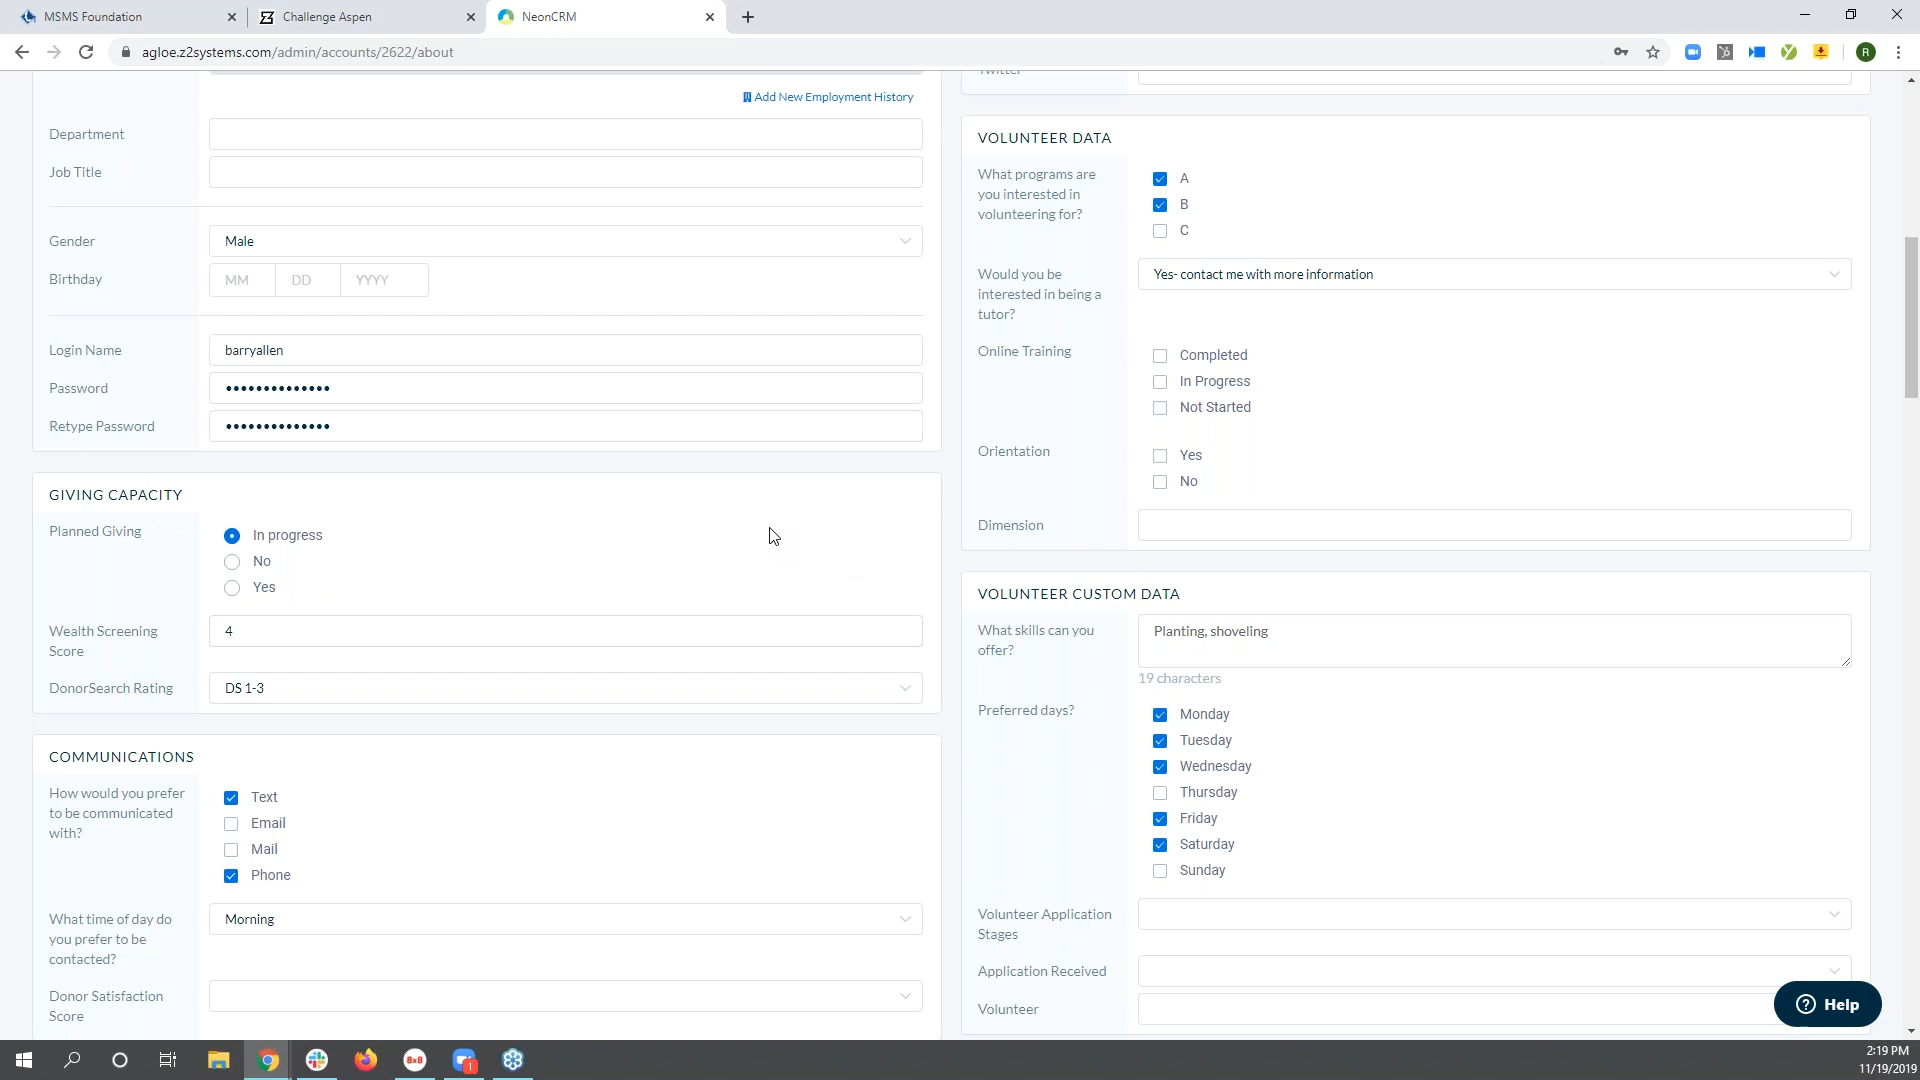 MSMS Foundation
Challenge Aspen
NeonCRM
agloe.z2systems.com/admin/accounts/2622/about
R
Add New Employment History
Department
Job Title
Gender
Male
Birthday
MM
DD
YYYY
Login Name
barryallen
Password
••••••••••••••
Retype Password
••••••••••••••
GIVING CAPACITY
Planned Giving
In progress
No
Yes
Wealth Screening
Score
4
DonorSearch Rating
DS 1-3
COMMUNICATIONS
How would you prefer
to be communicated
with?
Text
Email
Mail
Phone
What time of day do
you prefer to be
contacted?
Morning
Donor Satisfaction
Score
Twitter
VOLUNTEER DATA
What programs are
you interested in
volunteering for?
A
B
C
Would you be
interested in being a
tutor?
Yes- contact me with more information
Online Training
Completed
In Progress
Not Started
Orientation
Yes
No
Dimension
VOLUNTEER CUSTOM DATA
What skills can you
offer?
Planting, shoveling
19 characters
Preferred days?
Monday
Tuesday
Wednesday
Thursday
Friday
Saturday
Sunday
Volunteer Application
Stages
Application Received
Volunteer
Help
8x8
1
2:19 PM
11/19/2019